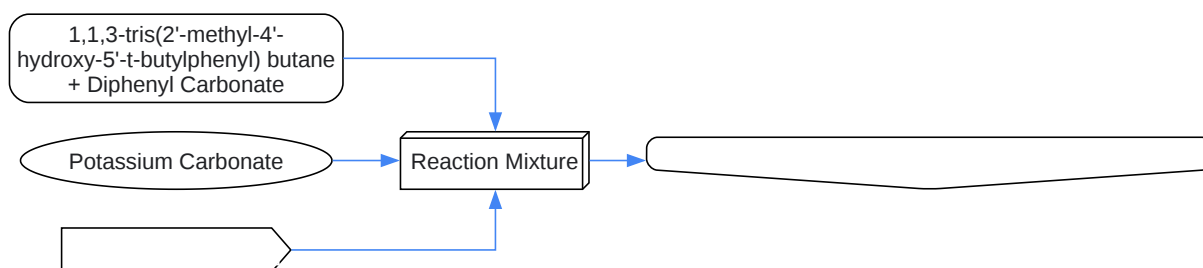 1,1,3-tris(2'-methyl-4'-
hydroxy-5'-t-butylphenyl) butane
+ Diphenyl Carbonate
Potassium Carbonate
Reaction Mixture